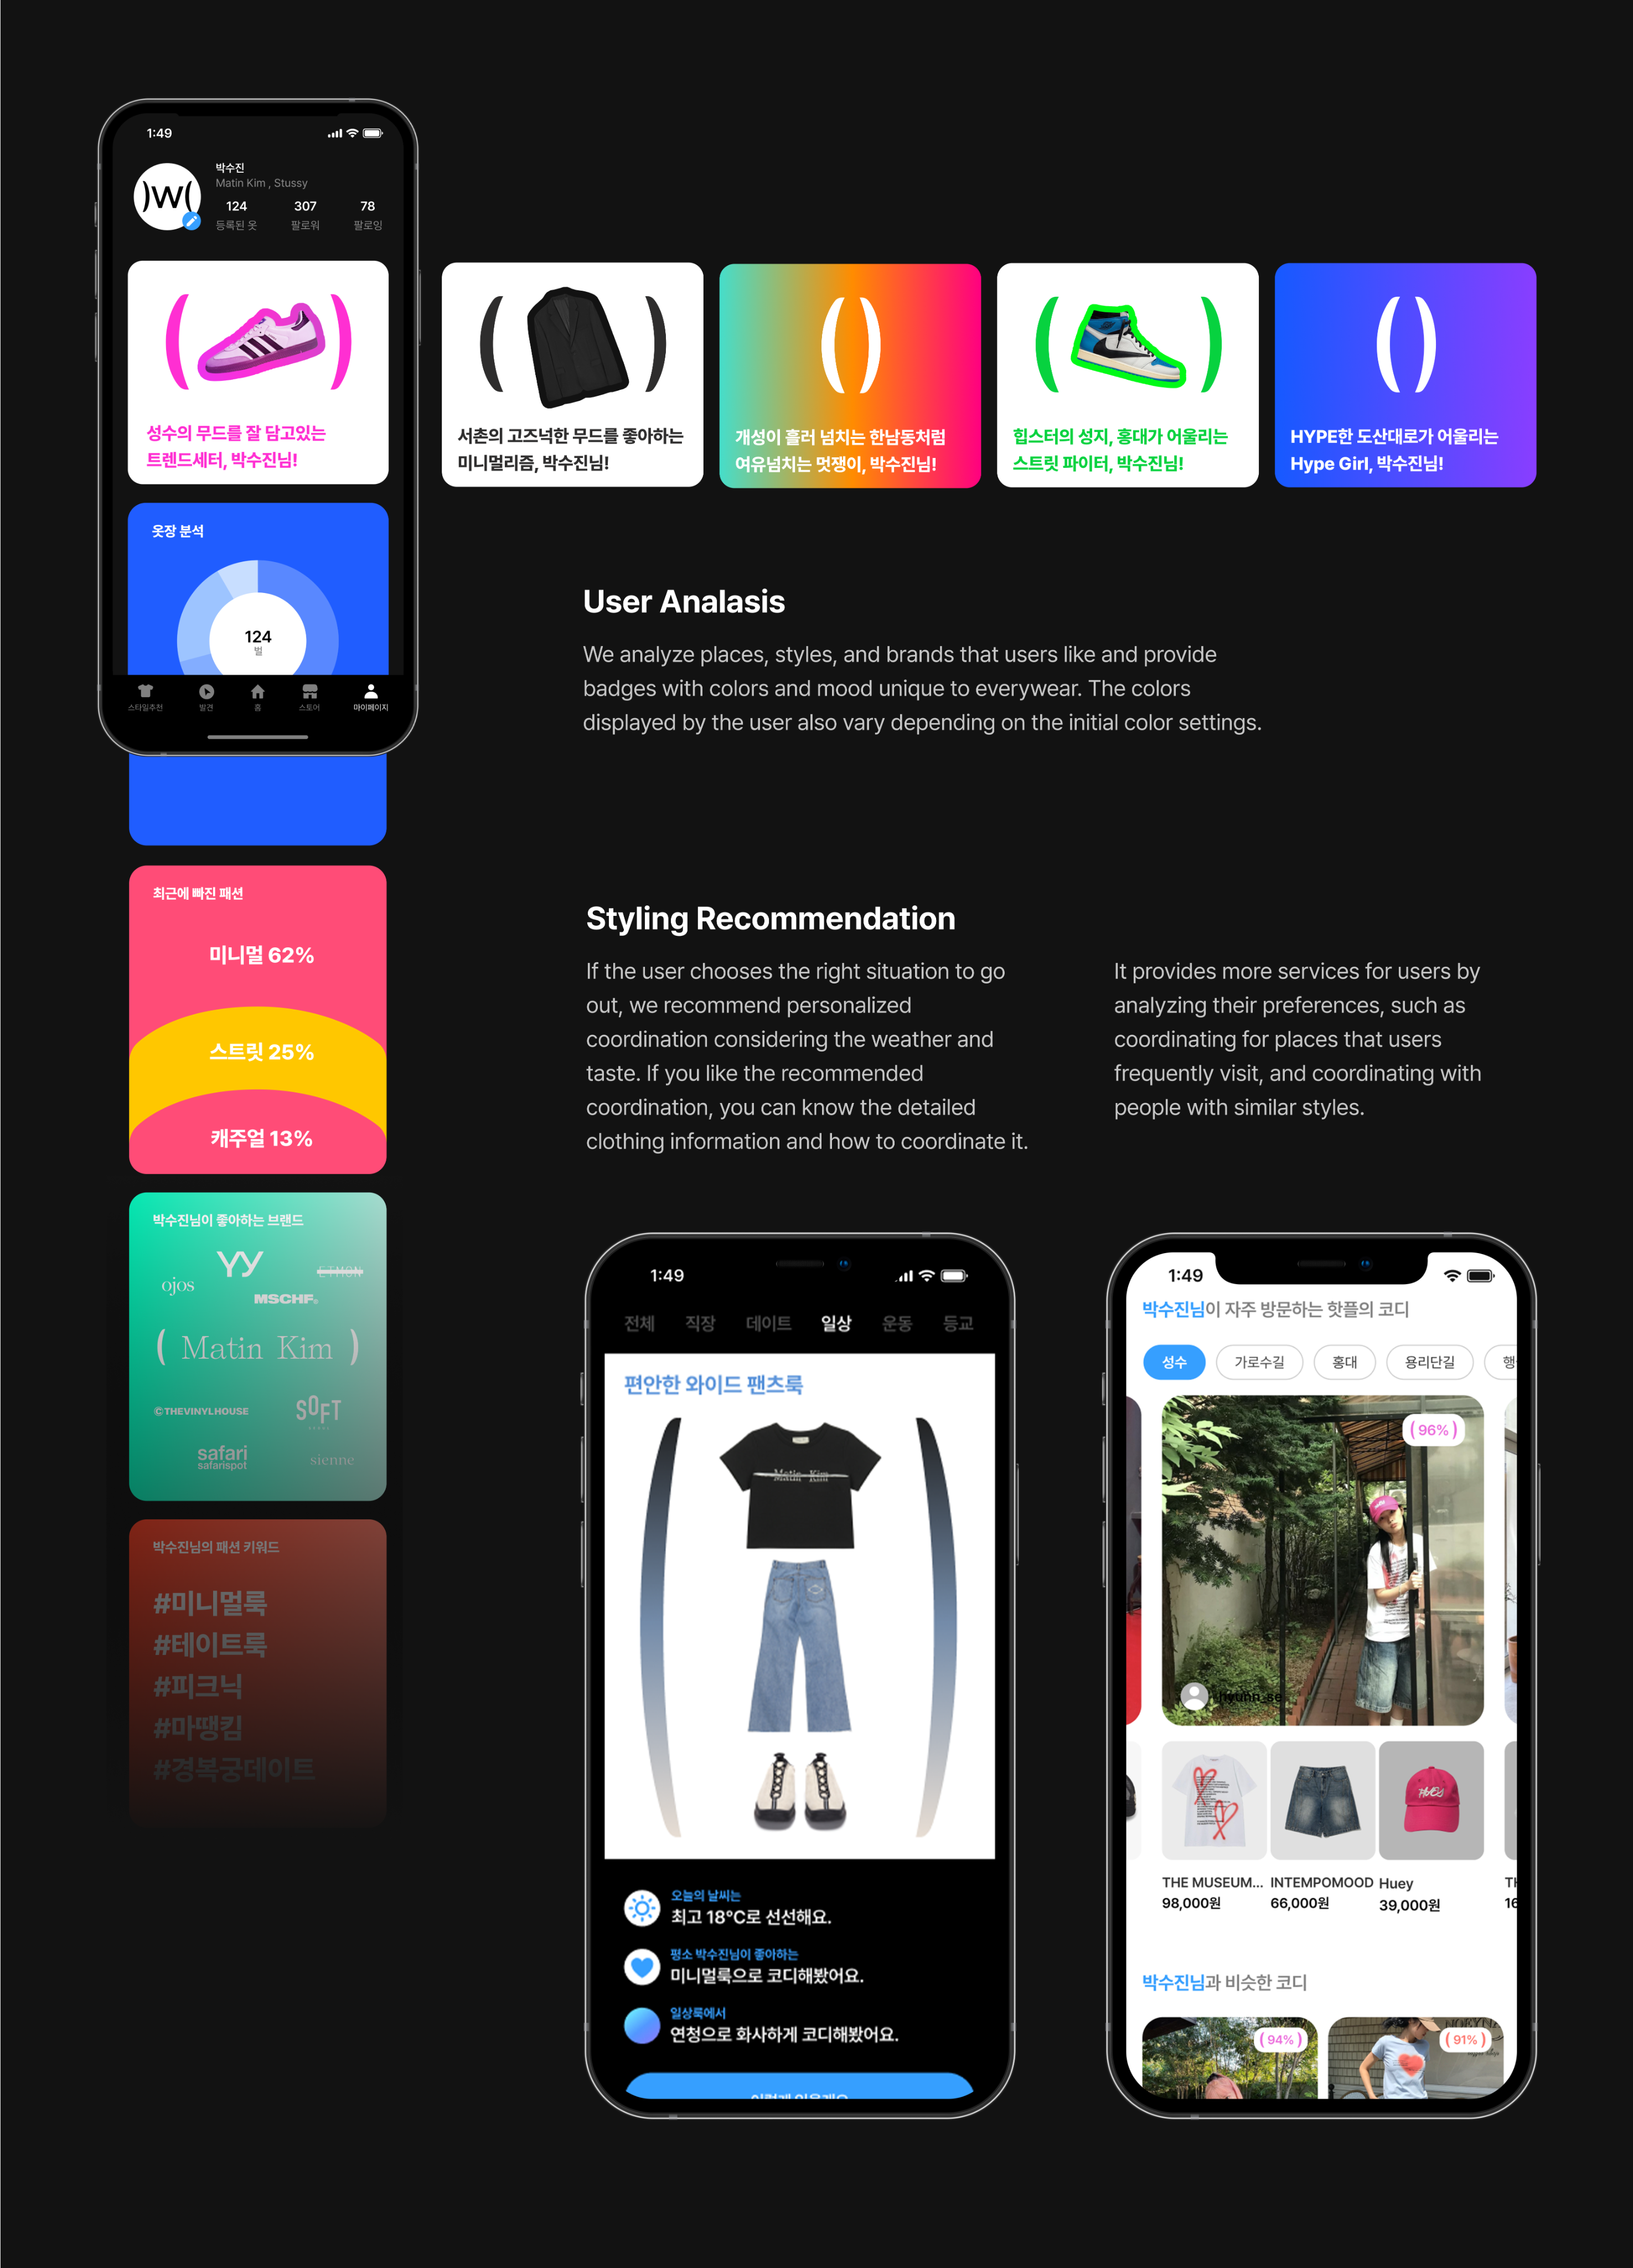 1:49
박수진
Matin Kim , Stussy
124 307 78
등록된 옷 팔로워 팔로잉
성수의 무드를 잘 담고있는
트렌드세터, 박수진님!
서촌의 고즈넉한 무드를 좋아하는
미니멀리즘, 박수진님!
개성이 흘러 넘치는 한남동처럼
여유넘치는 멋쟁이, 박수진님!
힙스터의 성지, 홍대가 어울리는
스트릿 파이터, 박수진님!
HYPE한 도산대로가 어울리는
Hype Girl, 박수진님!
옷장 분석
124
벌
스타일추천 발견 홈 스토어 마이페이지
User Analasis
We analyze places, styles, and brands that users like and provide
badges with colors and mood unique to everywear. The colors
displayed by the user also vary depending on the initial color settings.
최근에 빠진 패션
미니멀 62%
스트릿 25%
캐주얼 13%
박수진님이 좋아하는 브랜드
YY
ojos
ETMON
MSCHF®
( Matin Kim )
©THEVINYLHOUSE
SOFT
safari
safarispot
sienne
박수진님의 패션 키워드
#미니멀룩
#테이트룩
#피크닉
#마땡킴
#경복궁데이트
Styling Recommendation
If the user chooses the right situation to go
out, we recommend personalized
coordination considering the weather and
taste. If you like the recommended
coordination, you can know the detailed
clothing information and how to coordinate it.
It provides more services for users by
analyzing their preferences, such as
coordinating for places that users
frequently visit, and coordinating with
people with similar styles.
1:49
전체 직장 데이트 일상 운동 등교
편안한 와이드 팬츠룩
Matin Kim
오늘의 날씨는
최고 18°C로 선선해요.
평소 박수진님이 좋아하는
미니멀룩으로 코디해봤어요.
일상룩에서
연청으로 화사하게 코디해봤어요.
1:49
박수진님이 자주 방문하는 핫플의 코디
성수 가로수길 홍대 용리단길 행
(96%)
hyunn_se
THE MUSEUM... INTEMPOMOOD Huey TH
98,000원 66,000원 39,000원 16
박수진님과 비슷한 코디
(94%) (91%)